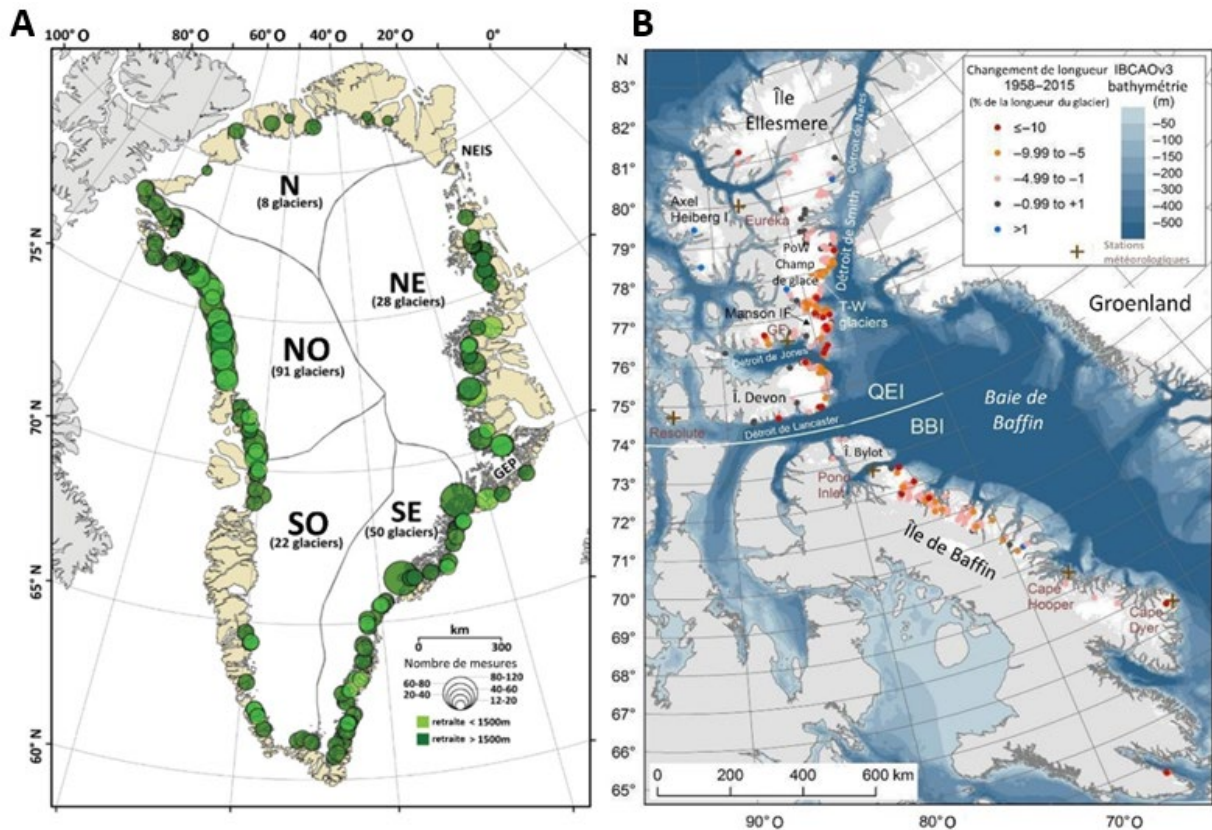 A
100°O 80°O 60°O 40°O 20°O 0°
75°N
70°N
65°N
60°N
NEIS
N
(8 glaciers)
NE
(28 glaciers)
NO
(91 glaciers)
GEP
SO
(22 glaciers)
SE
(50 glaciers)
km
0 300
Nombre de mesures
60-80 80-120
20-40 40-60
12-20
retraite < 1500m
retraite > 1500m
B
N
83°
82°
81°
80°
79°
78°
77°
76°
75°
74°
73°
72°
71°
70°
69°
68°
67°
66°
65°
Changement de longueur
1958–2015
(% de la longueur du glacier)
≤–10
–9.99 to –5
–4.99 to –1
–0.99 to +1
>1
Stations
météorologiques
IBCAOv3
bathymétrie
(m)
–50
–100
–150
–200
–300
–400
–500
Île
Ellesmere
Détroit de Nares
Axel
Heiberg I
Eureka
Détroit de Smith
PoW
Champ
de glace
Manson IF
GF
T-W
glaciers
Groenland
Détroit de Jones
Î. Devon
QEI
Baie de
Baffin
Resolute
Détroit de Lancaster
BBI
Î. Bylot
Pond
Inlet
Île de Baffin
Cape
Hooper
Cape
Dyer
0 200 400 600 km
90°O 80°O 70°O